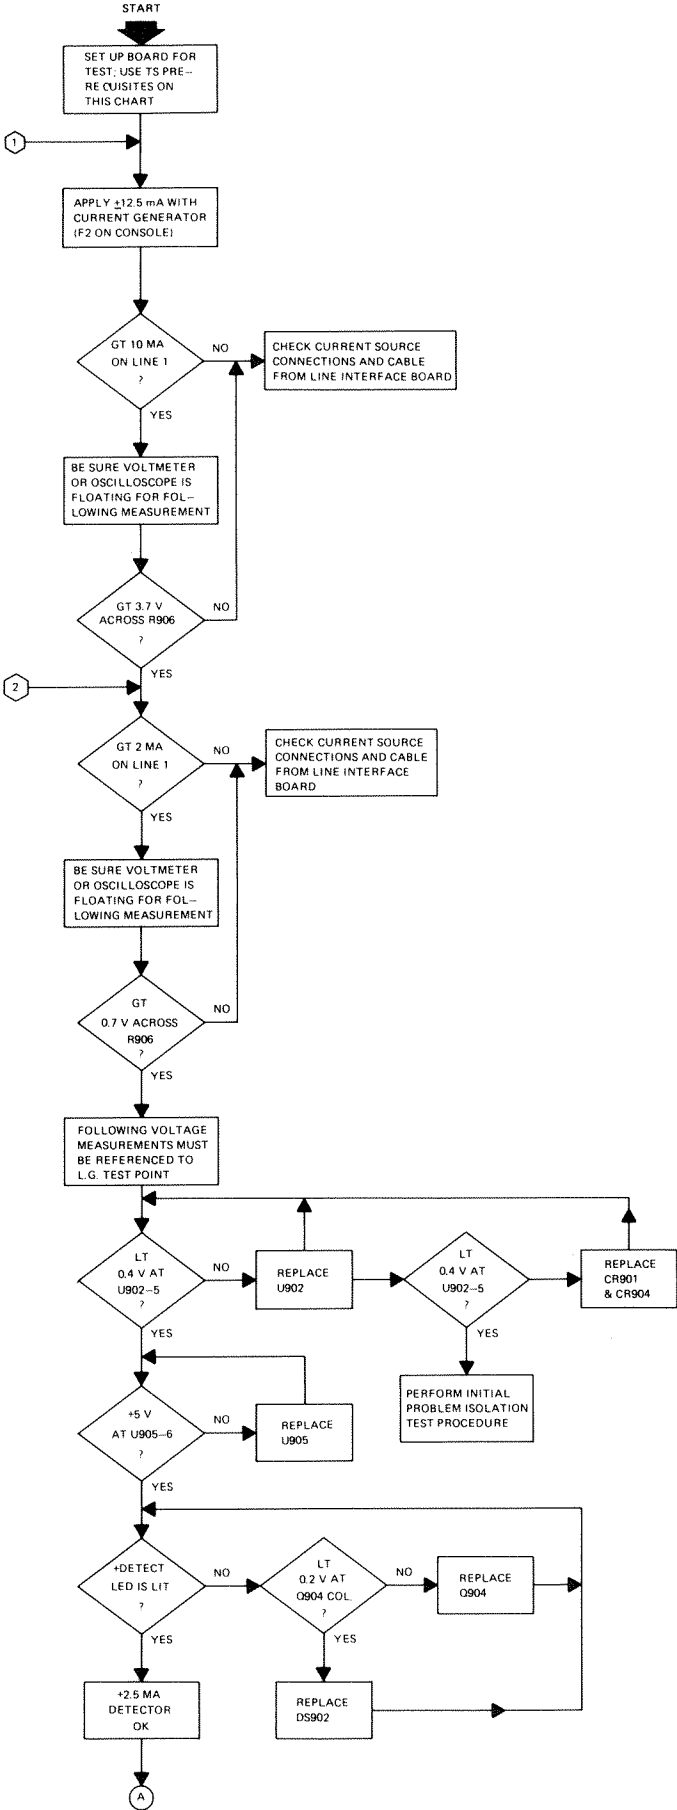 START
SET UP BOARD FOR
TEST; USE TS PRE–
RE CUISITES ON
THIS CHART
1
APPLY ±12.5 mA WITH
CURRENT GENERATOR
(F2 ON CONSOLE)
GT 10 MA
ON LINE 1
?
NO
CHECK CURRENT SOURCE
CONNECTIONS AND CABLE
FROM LINE INTERFACE BOARD
YES
BE SURE VOLTMETER
OR OSCILLOSCOPE IS
FLOATING FOR FOL–
LOWING MEASUREMENT
GT 3.7 V
ACROSS R906
?
NO
YES
2
GT 2 MA
ON LINE 1
?
NO
CHECK CURRENT SOURCE
CONNECTIONS AND CABLE
FROM LINE INTERFACE
BOARD
YES
BE SURE VOLTMETER
OR OSCILLOSCOPE IS
FLOATING FOR FOL–
LOWING MEASUREMENT
GT
0.7 V ACROSS
R906
?
NO
YES
FOLLOWING VOLTAGE
MEASUREMENTS MUST
BE REFERENCED TO
L.G. TEST POINT
LT
0.4 V AT
U902–5
?
NO
REPLACE
U902
LT
0.4 V AT
U902–5
?
REPLACE
CR901
& CR904
YES
YES
PERFORM INITIAL
PROBLEM ISOLATION
TEST PROCEDURE
+5 V
AT U905–6
?
NO
REPLACE
U905
YES
+DETECT
LED IS LIT
?
NO
LT
0.2 V AT
Q904 COL.
?
NO
REPLACE
Q904
YES
YES
+2.5 MA
DETECTOR
OK
REPLACE
DS902
A